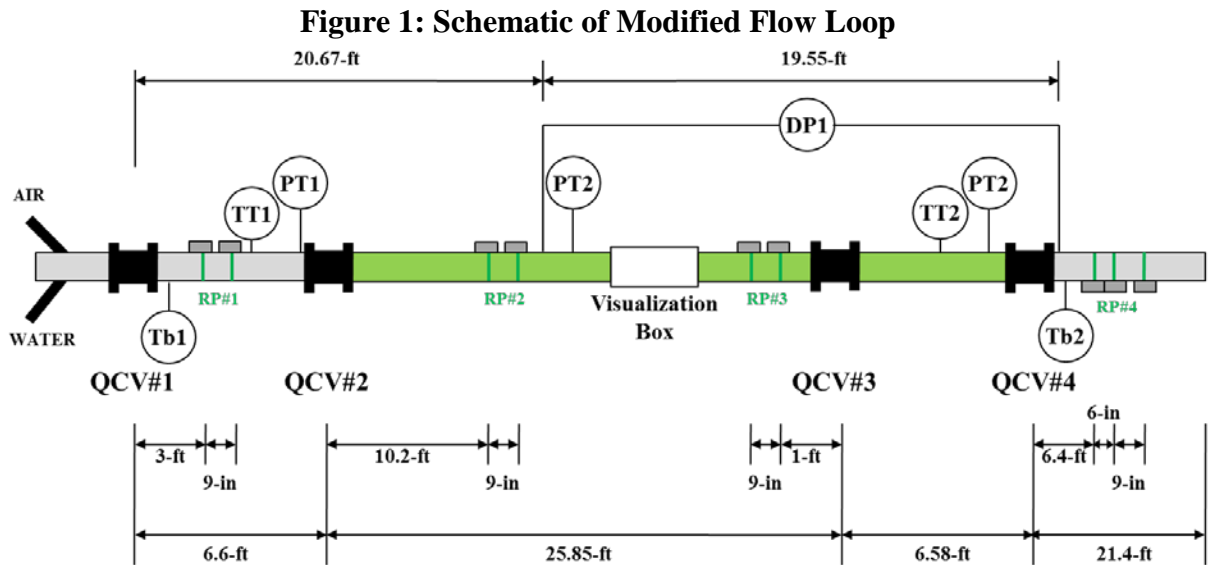 Figure 1: Schematic of Modified Flow Loop
20.67-ft
19.55-ft
DP1
PT1
PT2
PT2
TT1
TT2
AIR
WATER
RP#1
RP#2
RP#3
RP#4
Visualization
Box
Tb1
Tb2
QCV#1
QCV#2
QCV#3
QCV#4
6-in
3-ft
10.2-ft
1-ft
6.4-ft
9-in
9-in
9-in
9-in
6.6-ft
25.85-ft
6.58-ft
21.4-ft